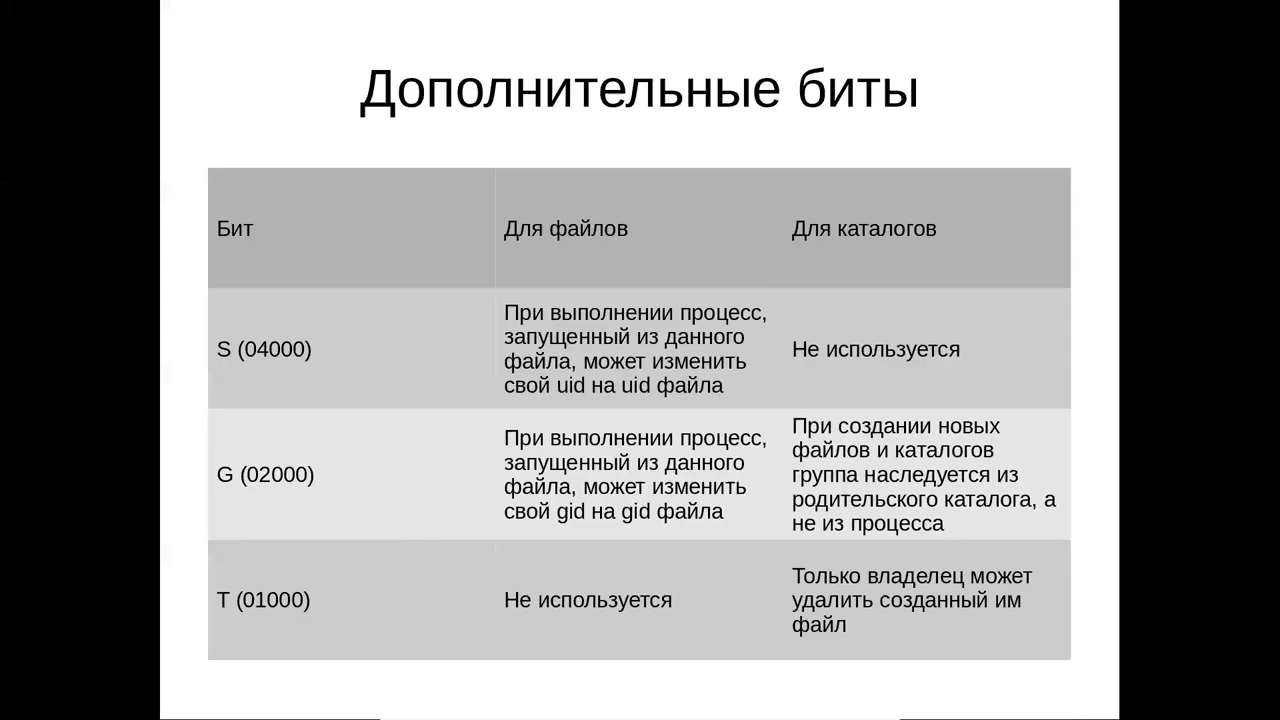 Дополнительные биты
Бит
Для файлов
Для каталогов
S (04000)
При выполнении процесс,
запущенный из данного
файла, может изменить
свой uid на uid файла
Не используется
G (02000)
При выполнении процесс,
запущенный из данного
файла, может изменить
свой gid на gid файла
При создании новых
файлов и каталогов
группа наследуется из
родительского каталога, а
не из процесса
T (01000)
Не используется
Только владелец может
удалить созданный им
файл